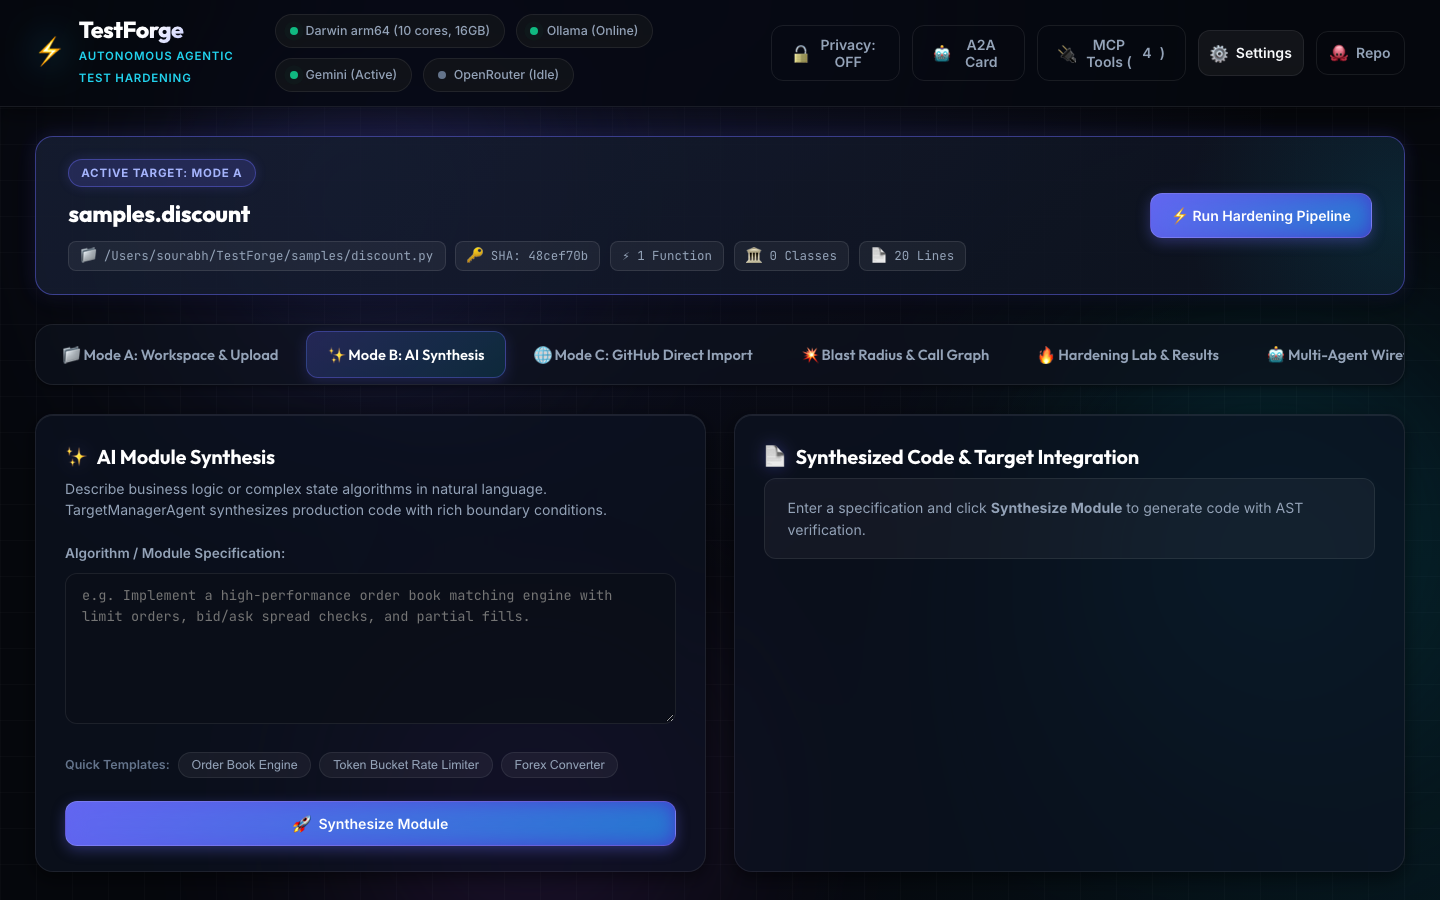 TestForge
AUTONOMOUS AGENTIC
TEST HARDENING
Darwin arm64 (10 cores, 16GB)
Ollama (Online)
Gemini (Active)
OpenRouter (Idle)
Privacy:
OFF
A2A
Card
MCP
Tools ( 4 )
Settings
Repo
ACTIVE TARGET: MODE A
samples.discount
/Users/sourabh/TestForge/samples/discount.py
SHA: 48cef70b
⚡ 1 Function
0 Classes
20 Lines
⚡ Run Hardening Pipeline
Mode A: Workspace & Upload
Mode B: AI Synthesis
Mode C: GitHub Direct Import
Blast Radius & Call Graph
Hardening Lab & Results
Multi-Agent Wire
AI Module Synthesis
Describe business logic or complex state algorithms in natural language.
TargetManagerAgent synthesizes production code with rich boundary conditions.
Algorithm / Module Specification:
e.g. Implement a high-performance order book matching engine with
limit orders, bid/ask spread checks, and partial fills.
Quick Templates:
Order Book Engine
Token Bucket Rate Limiter
Forex Converter
Synthesize Module
Synthesized Code & Target Integration
Enter a specification and click Synthesize Module to generate code with AST
verification.